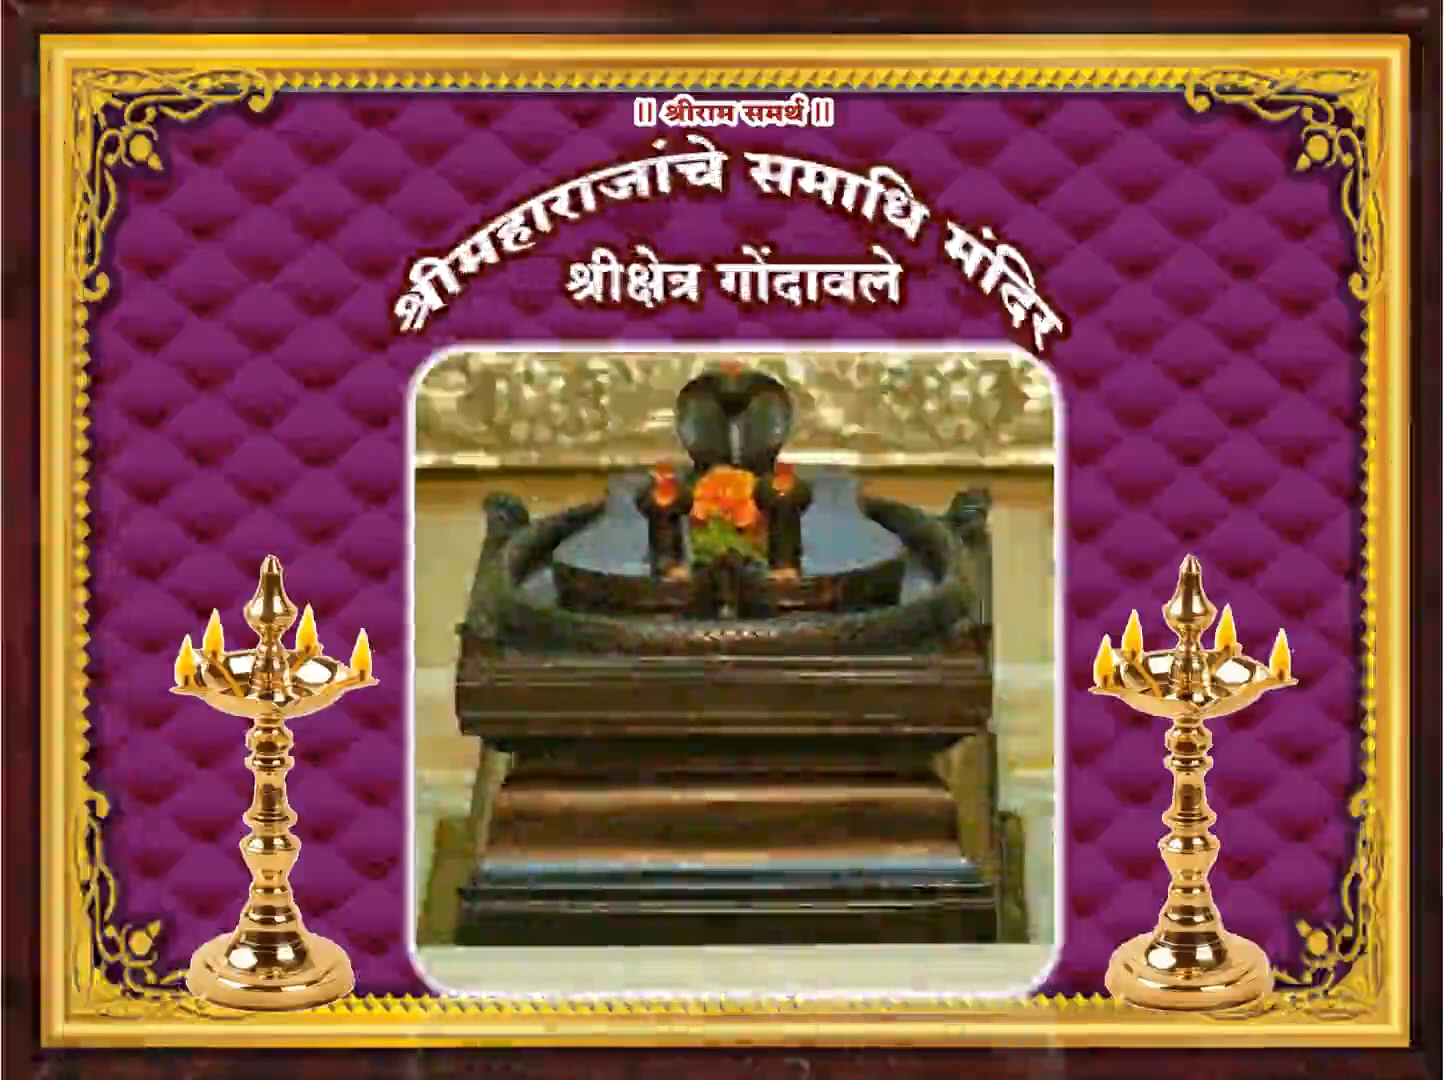 ॥ श्रीराम समर्थ ॥
श्रीमहाराजांचे समाधि मंदिर
श्रीक्षेत्र गोंदावले